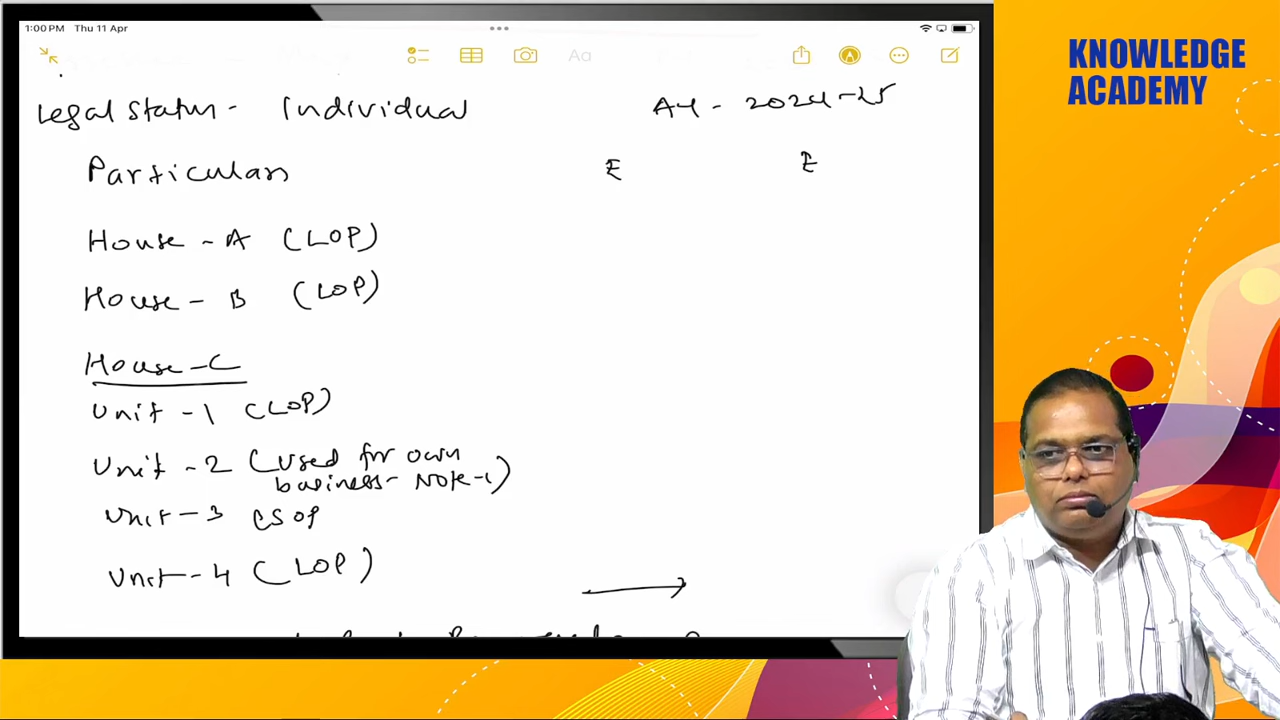 1:00 PM Thu 11 Apr
KNOWLEDGE
ACADEMY
Aa
Legal Status - Individual AY - 2024-25
Particulars ₹ ₹
House - A (LOP)
House - B (LOP)
House - C
Unit - 1 (LOP)
Unit - 2 (Used for own
business - Note-1)
Unit - 3 (SOP
Unit - 4 (LOP)